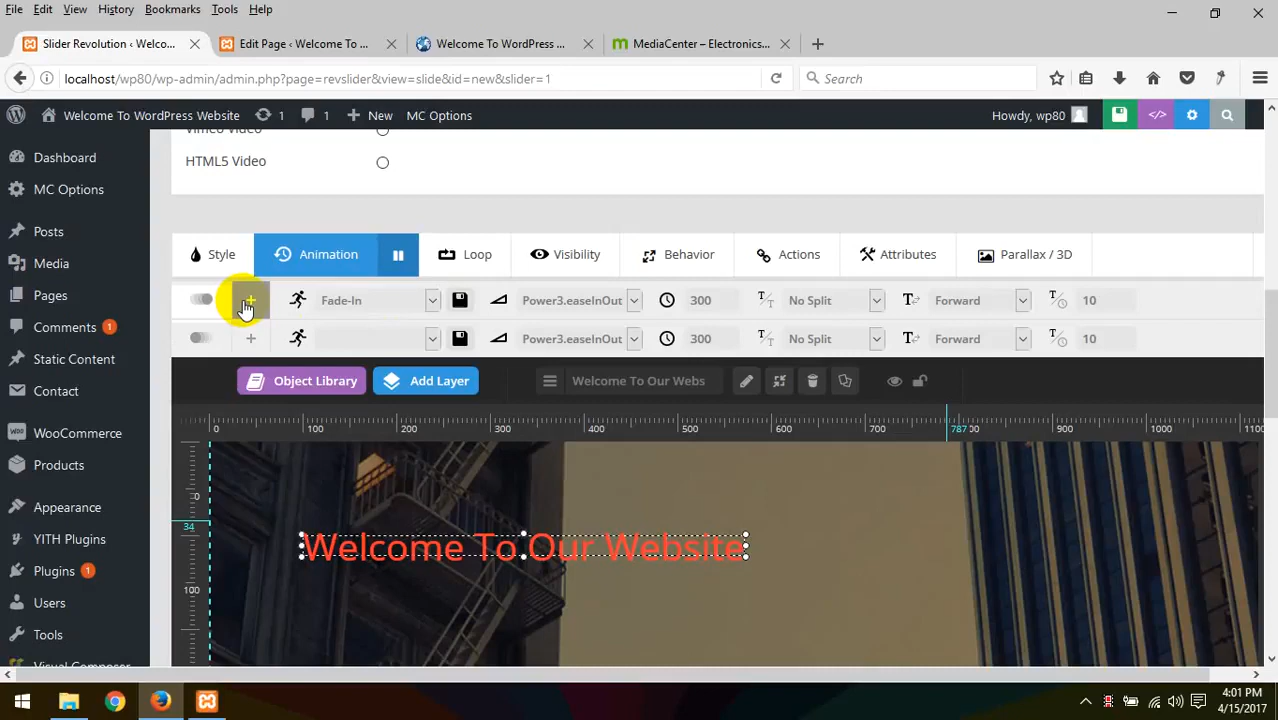 File Edit View History Bookmarks Tools Help
Slider Revolution ‹ Welco...
Edit Page ‹ Welcome To ...
Welcome To WordPress ...
MediaCenter – Electronics...
localhost/wp80/wp-admin/admin.php?page=revslider&view=slide&id=new&slider=1
Search
Welcome To WordPress Website
1
1
New
MC Options
Howdy, wp80
Dashboard
MC Options
Posts
Media
Pages
Comments 1
Static Content
Contact
WooCommerce
Products
Appearance
YITH Plugins
Plugins 1
Users
Tools
Visual Composer
Vimeo Video
HTML5 Video
Style
Animation
Loop
Visibility
Behavior
Actions
Attributes
Parallax / 3D
Fade-In
Power3.easeInOut
300
No Split
Forward
10
Power3.easeInOut
300
No Split
Forward
10
Object Library
Add Layer
Welcome To Our Webs
0 100 200 300 400 500 600 700 787 800 900 1000 1100
0
34
100
Welcome To Our Website
4:01 PM
4/15/2017